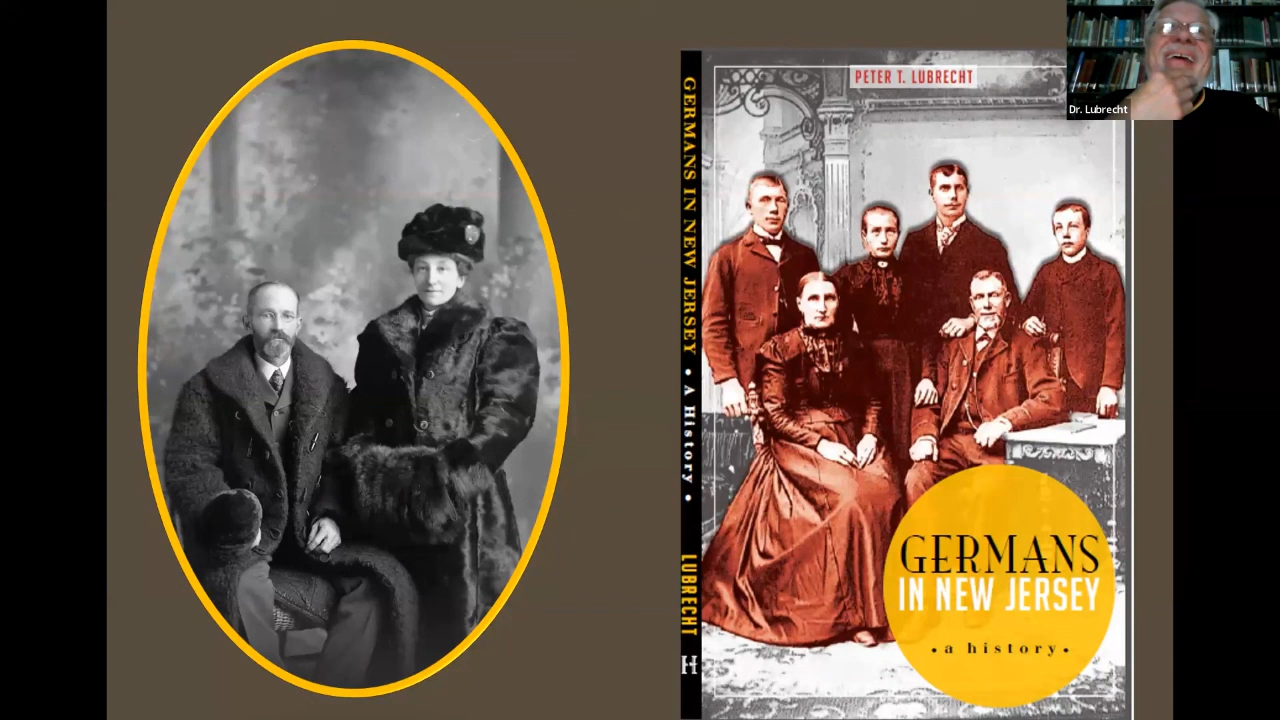 PETER T. LUBRECHT
Dr. Lubrecht
GERMANS IN NEW JERSEY • A History •
LUBRECHT
H
GERMANS
IN NEW JERSEY
• a history •